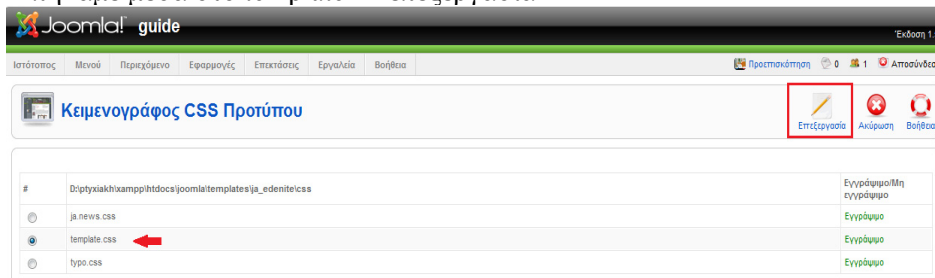 Joomla! guide
Έκδοση 1.
Ιστότοπος Μενού Περιεχόμενο Εφαρμογές Επεκτάσεις Εργαλεία Βοήθεια Προεπισκόπηση 0 1 Αποσύνδεσ
Κειμενογράφος CSS Προτύπου
Επεξεργασία Ακύρωση Βοήθεια
# D:\ptyxiakh\xampp\htdocs\joomla\templates\ja_edenite\css Εγγράψιμο/Μη εγγράψιμο
ja.news.css Εγγράψιμο
template.css Εγγράψιμο
typo.css Εγγράψιμο